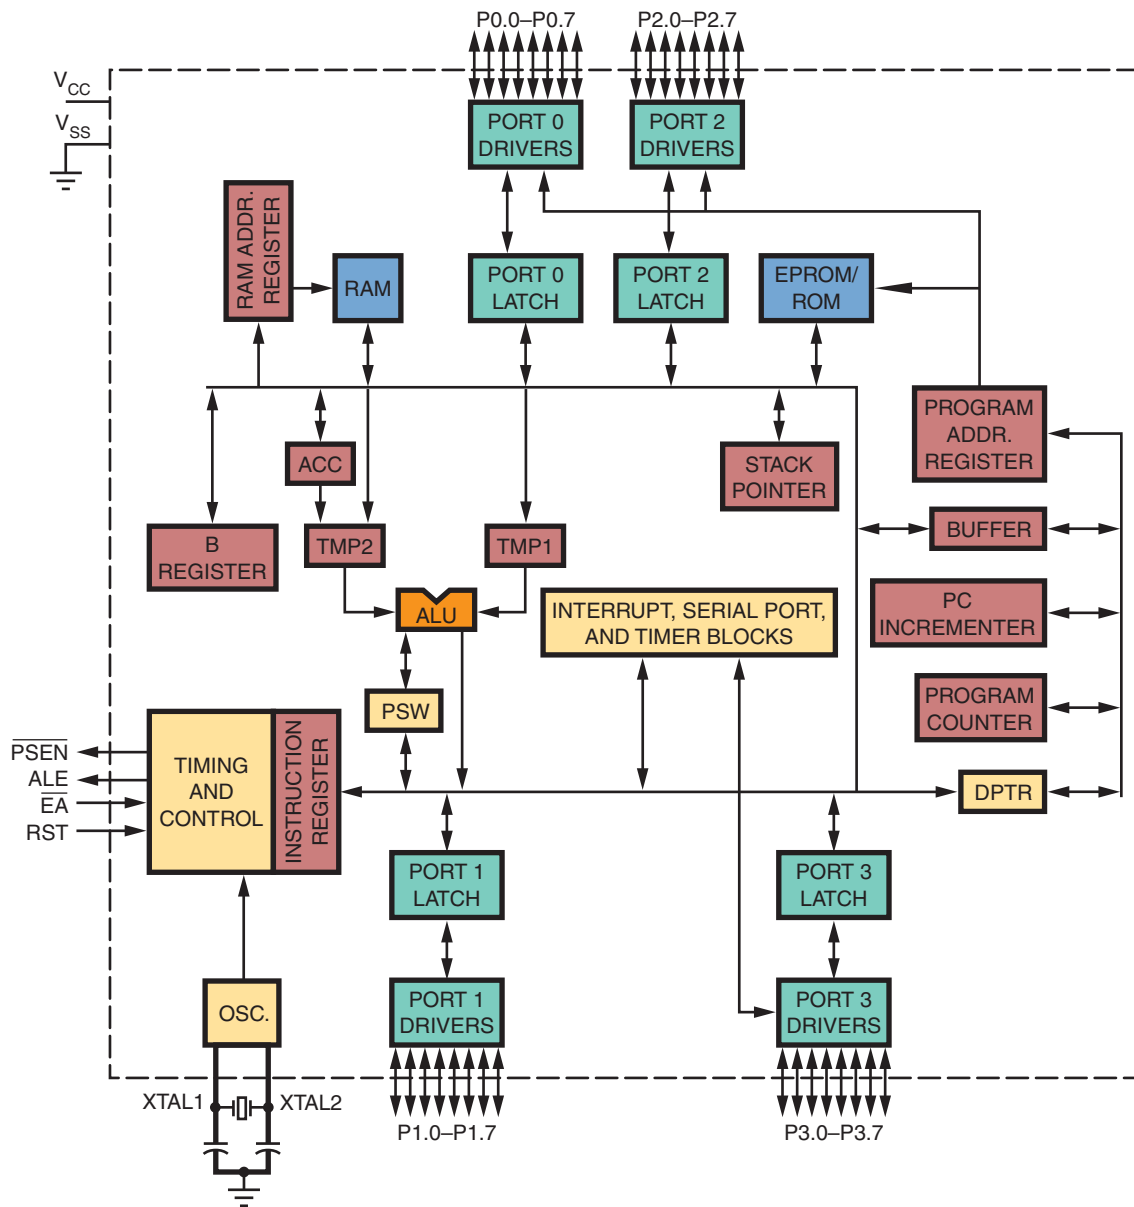 P0.0–P0.7
P2.0–P2.7
VCC
VSS
PORT 0
DRIVERS
PORT 2
DRIVERS
RAM ADDR.
REGISTER
RAM
PORT 0
LATCH
PORT 2
LATCH
EPROM/
ROM
PROGRAM
ADDR.
REGISTER
ACC
STACK
POINTER
B
REGISTER
TMP2
TMP1
BUFFER
ALU
INTERRUPT, SERIAL PORT,
AND TIMER BLOCKS
PC
INCREMENTER
PSW
PROGRAM
COUNTER
PSEN
ALE
EA
RST
TIMING
AND
CONTROL
INSTRUCTION
REGISTER
DPTR
PORT 1
LATCH
PORT 3
LATCH
OSC.
PORT 1
DRIVERS
PORT 3
DRIVERS
XTAL1
XTAL2
P1.0–P1.7
P3.0–P3.7